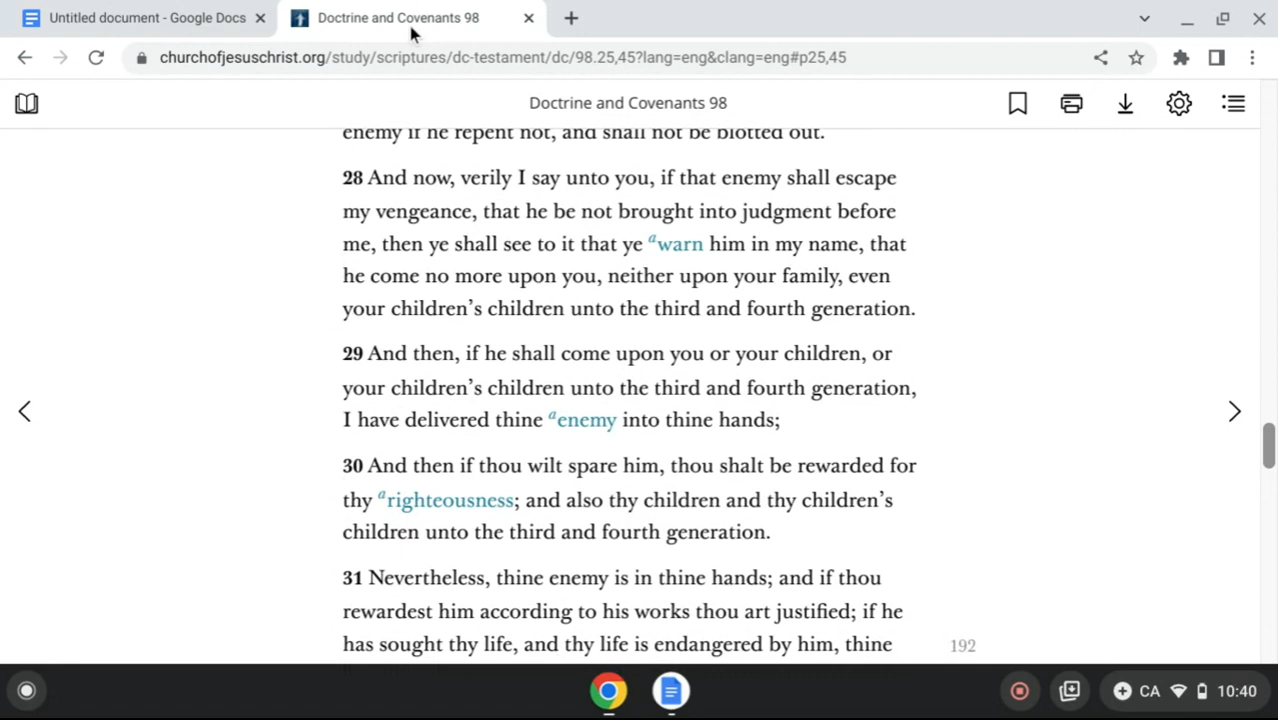 Untitled document - Google Docs
Doctrine and Covenants 98
churchofjesuschrist.org/study/scriptures/dc-testament/dc/98.25,45?lang=eng&clang=eng#p25,45
Doctrine and Covenants 98
enemy if he repent not, and shall not be blotted out.
28 And now, verily I say unto you, if that enemy shall escape
my vengeance, that he be not brought into judgment before
me, then ye shall see to it that ye a warn him in my name, that
he come no more upon you, neither upon your family, even
your children’s children unto the third and fourth generation.
29 And then, if he shall come upon you or your children, or
your children’s children unto the third and fourth generation,
I have delivered thine a enemy into thine hands;
30 And then if thou wilt spare him, thou shalt be rewarded for
thy a righteousness; and also thy children and thy children’s
children unto the third and fourth generation.
31 Nevertheless, thine enemy is in thine hands; and if thou
rewardest him according to his works thou art justified; if he
has sought thy life, and thy life is endangered by him, thine
192
CA 10:40